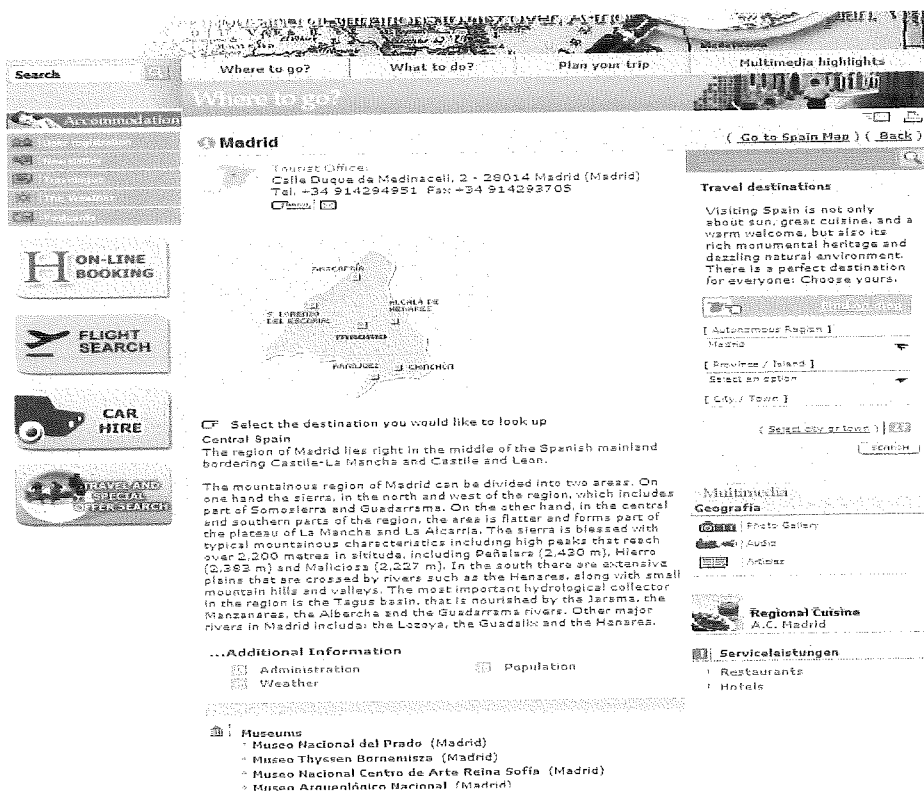 Where to go?
What to do?
Plan your trip
Multimedia highlights
Search
Where to go?
Accommodation
ON-LINE
BOOKING
FLIGHT
SEARCH
CAR
HIRE
TRAVEL AND
SPECIAL
OFFER SEARCH
Madrid
Tourist Office:
Calle Duque de Medinaceli, 2 - 28014 Madrid (Madrid)
Tel. +34 914294951 Fax +34 914293705
S. LORENZO
DEL ESCORIAL
ALCALÁ DE
HENARES
MADRID
ARANJUEZ
CHINCHÓN
Select the destination you would like to look up
Central Spain
The region of Madrid lies right in the middle of the Spanish mainland
bordering Castile-La Mancha and Castile and Leon.
The mountainous region of Madrid can be divided into two areas. On
one hand the sierra, in the north and west of the region, which includes
part of Somosierra and Guadarrama. On the other hand, in the central
and southern parts of the region, the area is flatter and forms part of
the plateau of La Mancha and La Alcarria. The sierra is blessed with
typical mountainous characteristics including high peaks that reach
over 2,200 metres in altitude, including Peñalara (2,430 m), Hierro
(2,383 m) and Maliciosa (2,227 m). In the south there are extensive
plains that are crossed by rivers such as the Henares, along with small
mountain hills and valleys. The most important hydrological collector
in the region is the Tagus basin, that is nourished by the Jarama, the
Manzanares, the Alberche and the Guadarrama rivers. Other major
rivers in Madrid include: the Lozoya, the Guadalix and the Henares.
...Additional Information
Administration
Population
Weather
Museums
Museo Nacional del Prado (Madrid)
Museo Thyssen Bornemisza (Madrid)
Museo Nacional Centro de Arte Reina Sofía (Madrid)
Museo Arqueológico Nacional (Madrid)
( Go to Spain Map ) ( Back )
Travel destinations
Visiting Spain is not only
about sun, great cuisine, and a
warm welcome, but also its
rich monumental heritage and
dazzling natural environment.
There is a perfect destination
for everyone: Choose yours.
[ Autonomous Region ]
Madrid
[ Province / Island ]
Select an option
[ City / Town ]
( Select city or town )
SEARCH
Multimedia
Geografía
Photo Gallery
Audio
Articles
Regional Cuisine
A.C. Madrid
Serviceleistungen
Restaurants
Hotels